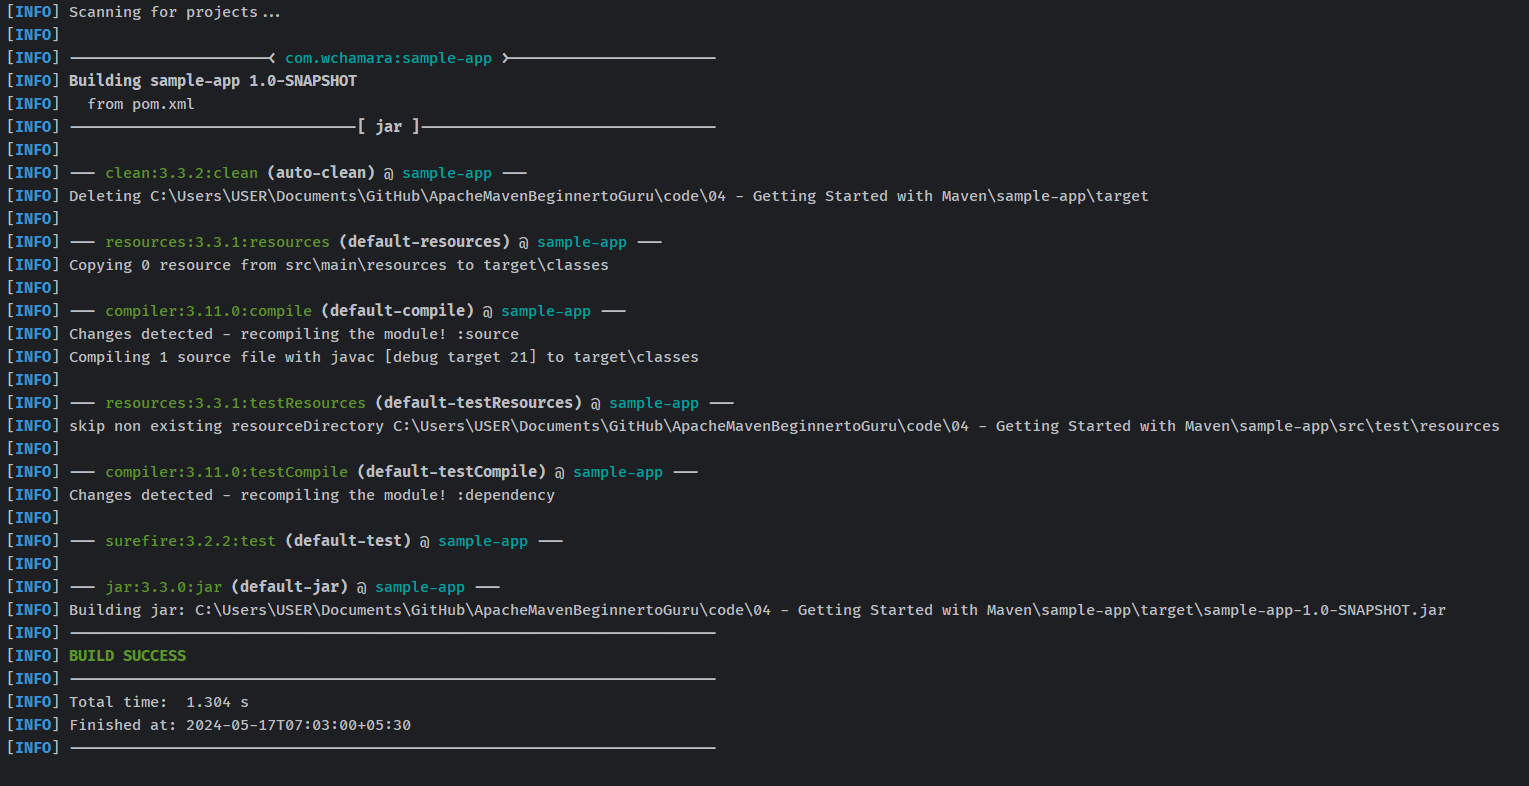 [INFO] Scanning for projects...
[INFO]
[INFO] ----------------------< com.wchamara:sample-app >-----------------------
[INFO] Building sample-app 1.0-SNAPSHOT
[INFO]   from pom.xml
[INFO] --------------------------------[ jar ]---------------------------------
[INFO]
[INFO] --- clean:3.3.2:clean (auto-clean) @ sample-app ---
[INFO] Deleting C:\Users\USER\Documents\GitHub\ApacheMavenBeginnertoGuru\code\04 - Getting Started with Maven\sample-app\target
[INFO]
[INFO] --- resources:3.3.1:resources (default-resources) @ sample-app ---
[INFO] Copying 0 resource from src\main\resources to target\classes
[INFO]
[INFO] --- compiler:3.11.0:compile (default-compile) @ sample-app ---
[INFO] Changes detected - recompiling the module! :source
[INFO] Compiling 1 source file with javac [debug target 21] to target\classes
[INFO]
[INFO] --- resources:3.3.1:testResources (default-testResources) @ sample-app ---
[INFO] skip non existing resourceDirectory C:\Users\USER\Documents\GitHub\ApacheMavenBeginnertoGuru\code\04 - Getting Started with Maven\sample-app\src\test\resources
[INFO]
[INFO] --- compiler:3.11.0:testCompile (default-testCompile) @ sample-app ---
[INFO] Changes detected - recompiling the module! :dependency
[INFO]
[INFO] --- surefire:3.2.2:test (default-test) @ sample-app ---
[INFO]
[INFO] --- jar:3.3.0:jar (default-jar) @ sample-app ---
[INFO] Building jar: C:\Users\USER\Documents\GitHub\ApacheMavenBeginnertoGuru\code\04 - Getting Started with Maven\sample-app\target\sample-app-1.0-SNAPSHOT.jar
[INFO] ------------------------------------------------------------------------
[INFO] BUILD SUCCESS
[INFO] ------------------------------------------------------------------------
[INFO] Total time:  1.304 s
[INFO] Finished at: 2024-05-17T07:03:00+05:30
[INFO] ------------------------------------------------------------------------